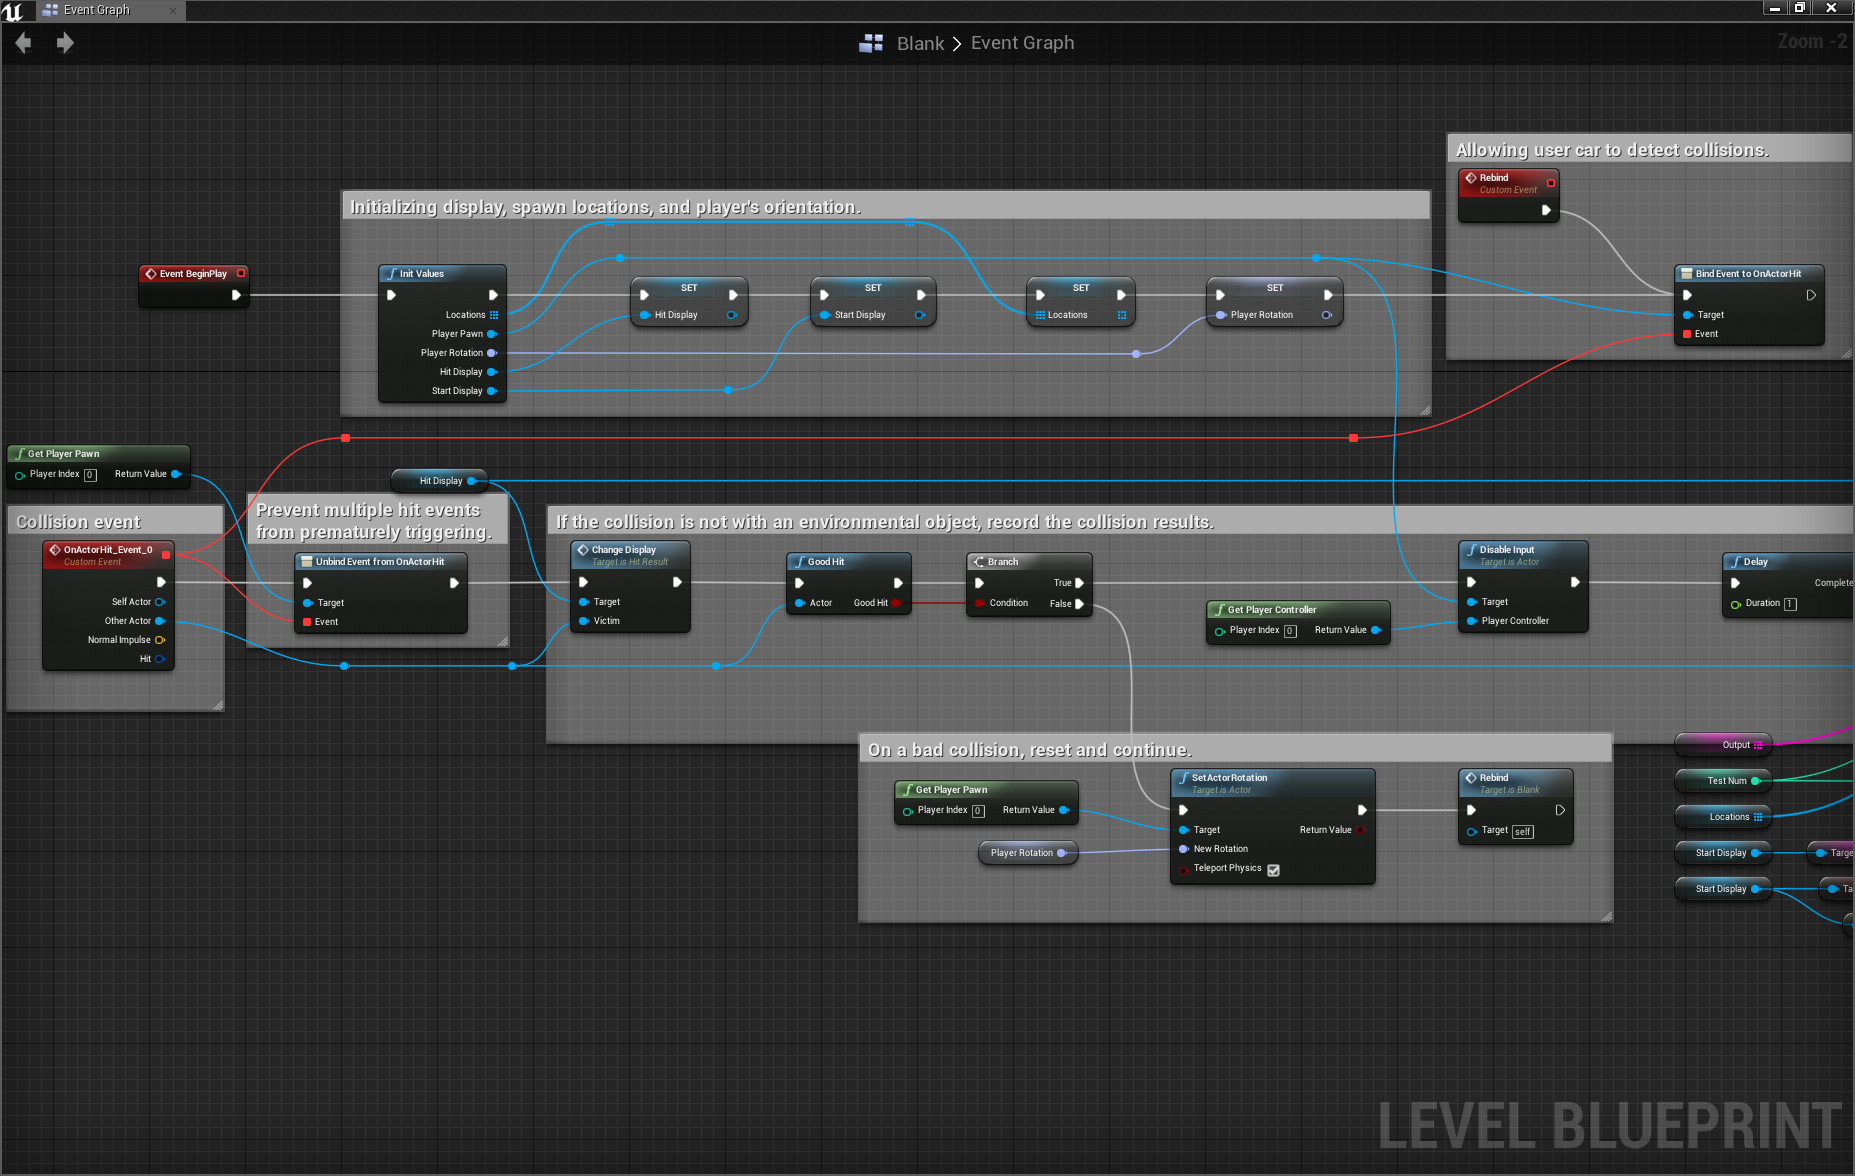 Event Graph
Blank > Event Graph
Zoom -2
Allowing user car to detect collisions.
Rebind
Custom Event
Bind Event to OnActorHit
Target
Event
Initializing display, spawn locations, and player's orientation.
Event BeginPlay
Init Values
Locations
Player Pawn
Player Rotation
Hit Display
Start Display
SET
Hit Display
SET
Start Display
SET
Locations
SET
Player Rotation
Get Player Pawn
Player Index 0 Return Value
Hit Display
Collision event
OnActorHit_Event_0
Custom Event
Self Actor
Other Actor
Normal Impulse
Hit
Prevent multiple hit events
from prematurely triggering.
Unbind Event from OnActorHit
Target
Event
If the collision is not with an environmental object, record the collision results.
Change Display
Target is Hit Result
Target
Victim
Good Hit
Actor Good Hit
Branch
True
Condition False
Get Player Controller
Player Index 0 Return Value
Disable Input
Target is Actor
Target
Player Controller
Delay
Complete
Duration 1
On a bad collision, reset and continue.
Get Player Pawn
Player Index 0 Return Value
Player Rotation
SetActorRotation
Target is Actor
Target Return Value
New Rotation
Teleport Physics
Rebind
Target is Blank
Target self
Output
Test Num
Locations
Start Display
Targe
Start Display
Ta
LEVEL BLUEPRINT